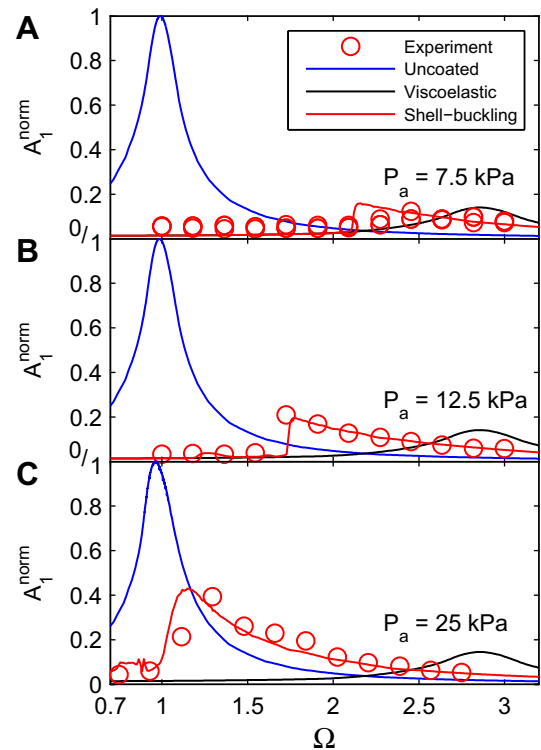 A
1
0.8
0.6
0.4
0.2
0/
A₁ⁿᵒʳᵐ
Experiment
Uncoated
Viscoelastic
Shell−buckling
Pₐ = 7.5 kPa
B
1
0.8
0.6
0.4
0.2
0/
A₁ⁿᵒʳᵐ
Pₐ = 12.5 kPa
C
1
0.8
0.6
0.4
0.2
0
A₁ⁿᵒʳᵐ
Pₐ = 25 kPa
0.7 1 1.5 2 2.5 3
Ω